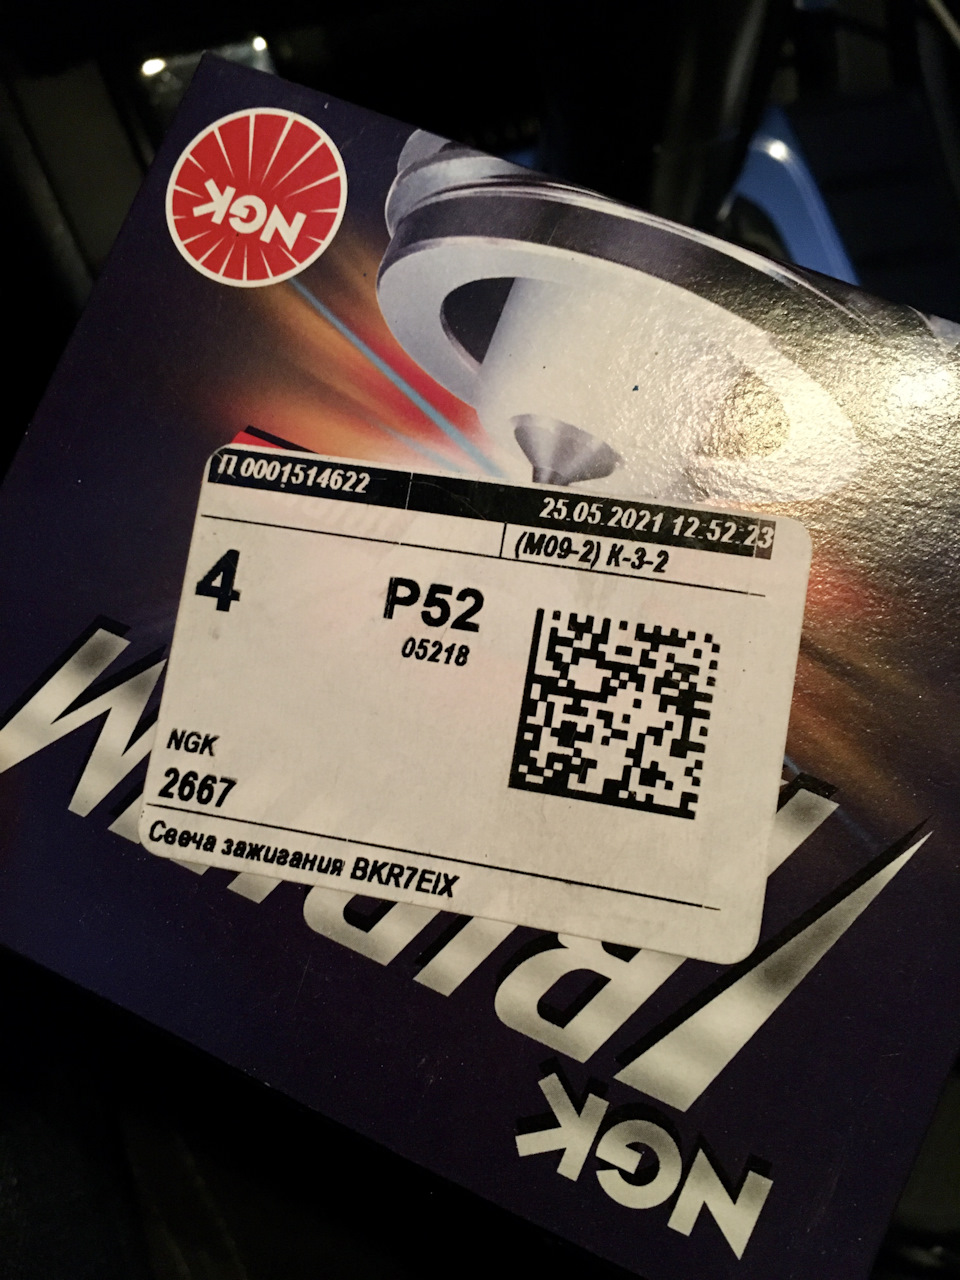 NGK
П 0001514622
25.05.2021 12:52:23
(M09-2) K-3-2
4
P52
05218
NGK
2667
Свеча зажигания BKR7EIX
IRIDIUM
NGK